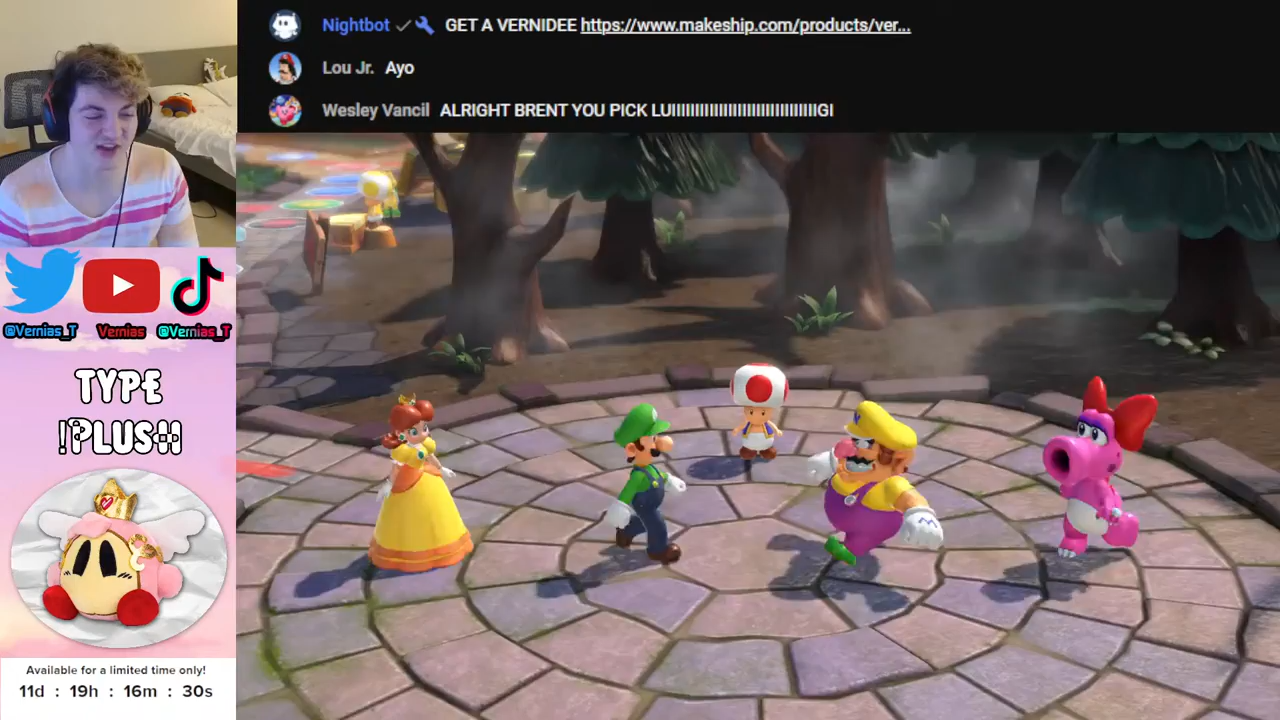 Nightbot GET A VERNIDEE https://www.makeship.com/products/ver...
Lou Jr. Ayo
Wesley Vancil ALRIGHT BRENT YOU PICK LUIIIIIIIIIIIIIIIIIIIIIIIIIIIIIIIGI
@Vernias_T Vernias @Vernias_T
TYPE
!PLUSH
Available for a limited time only!
11d : 19h : 16m : 30s